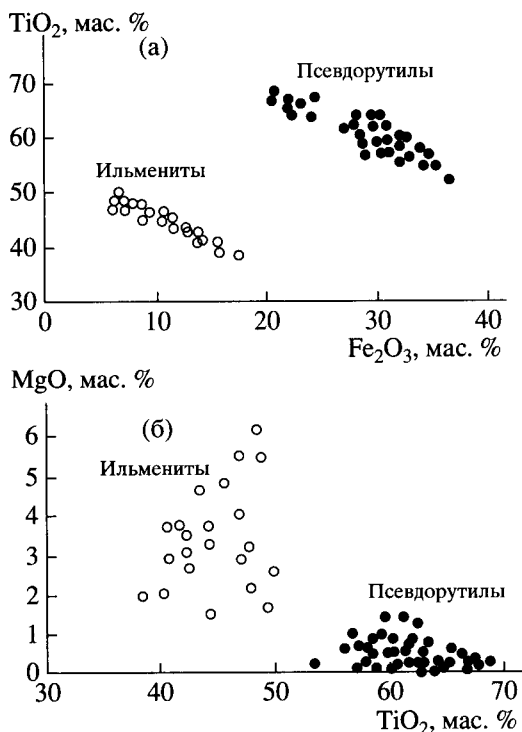 TiO2, мас. %
(а)
Псевдорутилы
70
60
Ильмениты
50
40
30
0 10 20 30 40
Fe2O3, мас. %
MgO, мас. %
6
(б)
Ильмениты
5
4
3
2
Псевдорутилы
1
0
30 40 50 60 70
TiO2, мас. %